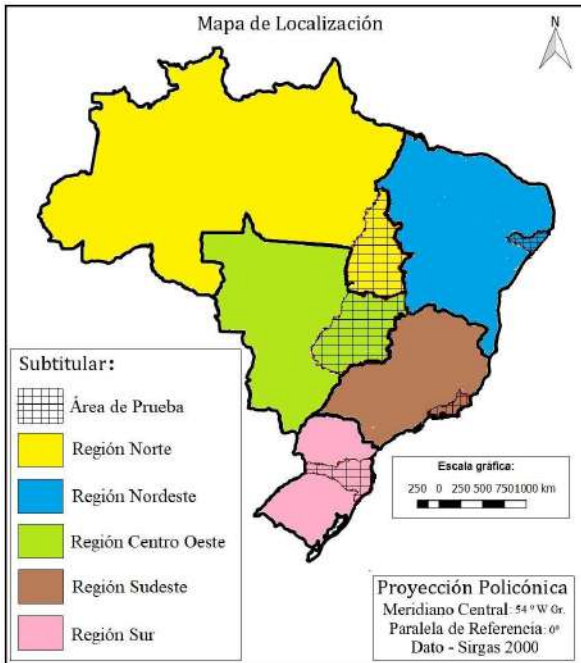 Mapa de Localización
N
Subtitular:
Área de Prueba
Región Norte
Región Nordeste
Región Centro Oeste
Región Sudeste
Región Sur
Escala gráfica:
250 0 250 500 7501000 km
Proyección Policónica
Meridiano Central: 54 º W Gr.
Paralela de Referencia: 0º
Dato - Sirgas 2000